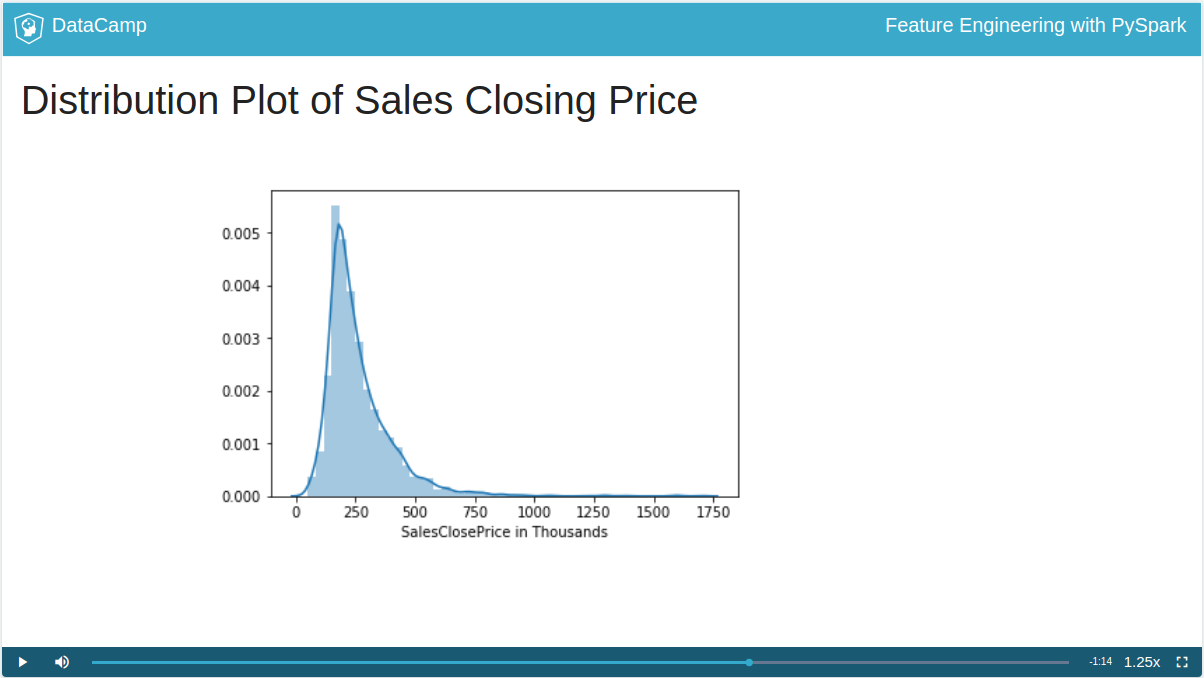 DataCamp
Feature Engineering with PySpark
Distribution Plot of Sales Closing Price
0.005
0.004
0.003
0.002
0.001
0.000
0 250 500 750 1000 1250 1500 1750
SalesClosePrice in Thousands
-1:14 1.25x